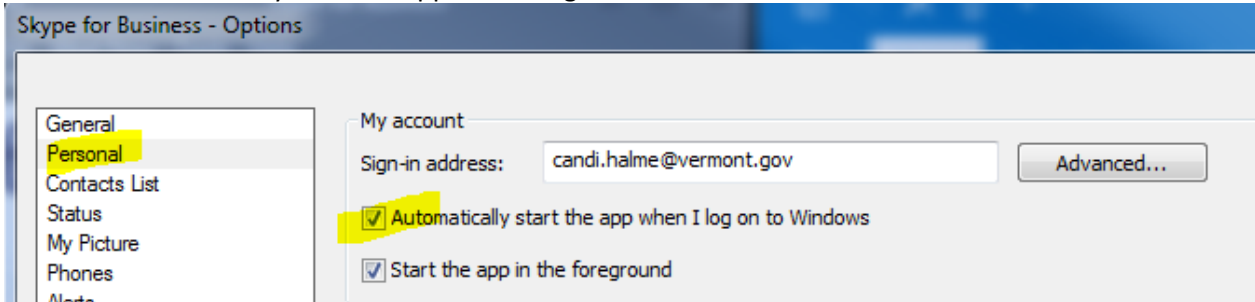 Skype for Business - Options
General
Personal
Contacts List
Status
My Picture
Phones
My account
Sign-in address: candi.halme@vermont.gov Advanced...
Automatically start the app when I log on to Windows
Start the app in the foreground